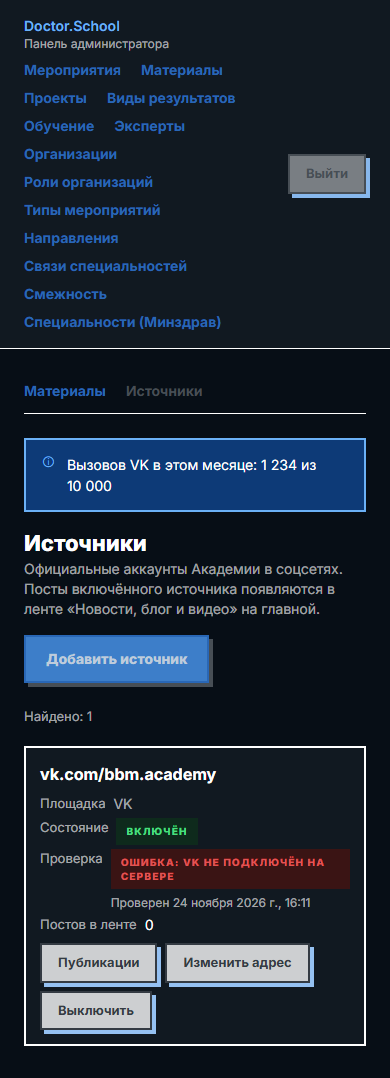 Doctor.School
Панель администратора
Мероприятия Материалы
Проекты Виды результатов
Обучение Эксперты
Организации
Роли организаций
Типы мероприятий
Направления
Связи специальностей
Смежность
Специальности (Минздрав)
Выйти
Материалы Источники
Вызовов VK в этом месяце: 1 234 из
10 000
Источники
Официальные аккаунты Академии в соцсетях.
Посты включённого источника появляются в
ленте «Новости, блог и видео» на главной.
Добавить источник
Найдено: 1
vk.com/bbm.academy
Площадка VK
Состояние ВКЛЮЧЁН
Проверка ОШИБКА: VK НЕ ПОДКЛЮЧЁН НА
СЕРВЕРЕ
Проверен 24 ноября 2026 г., 16:11
Постов в ленте 0
Публикации Изменить адрес
Выключить